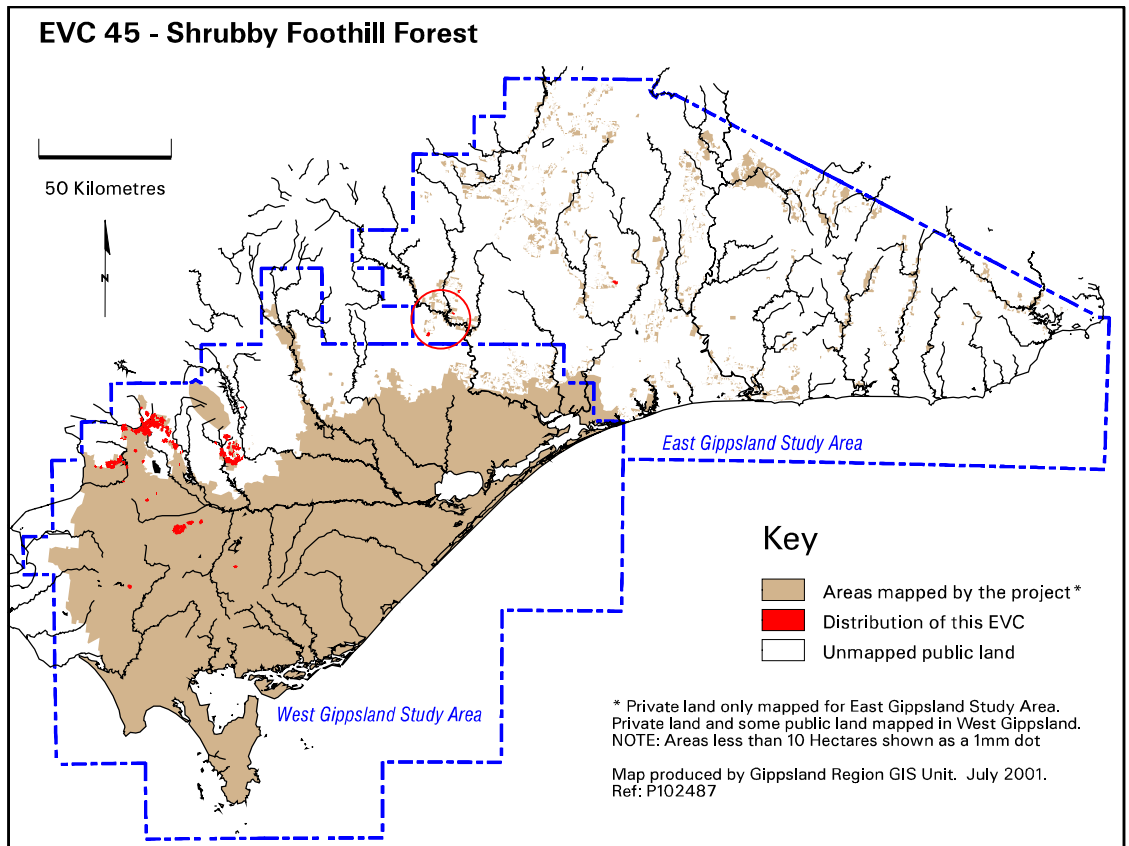 EVC 45 - Shrubby Foothill Forest
50 Kilometres
N
East Gippsland Study Area
West Gippsland Study Area
Key
Areas mapped by the project *
Distribution of this EVC
Unmapped public land
* Private land only mapped for East Gippsland Study Area.
Private land and some public land mapped in West Gippsland.
NOTE: Areas less than 10 Hectares shown as a 1mm dot
Map produced by Gippsland Region GIS Unit. July 2001.
Ref: P102487